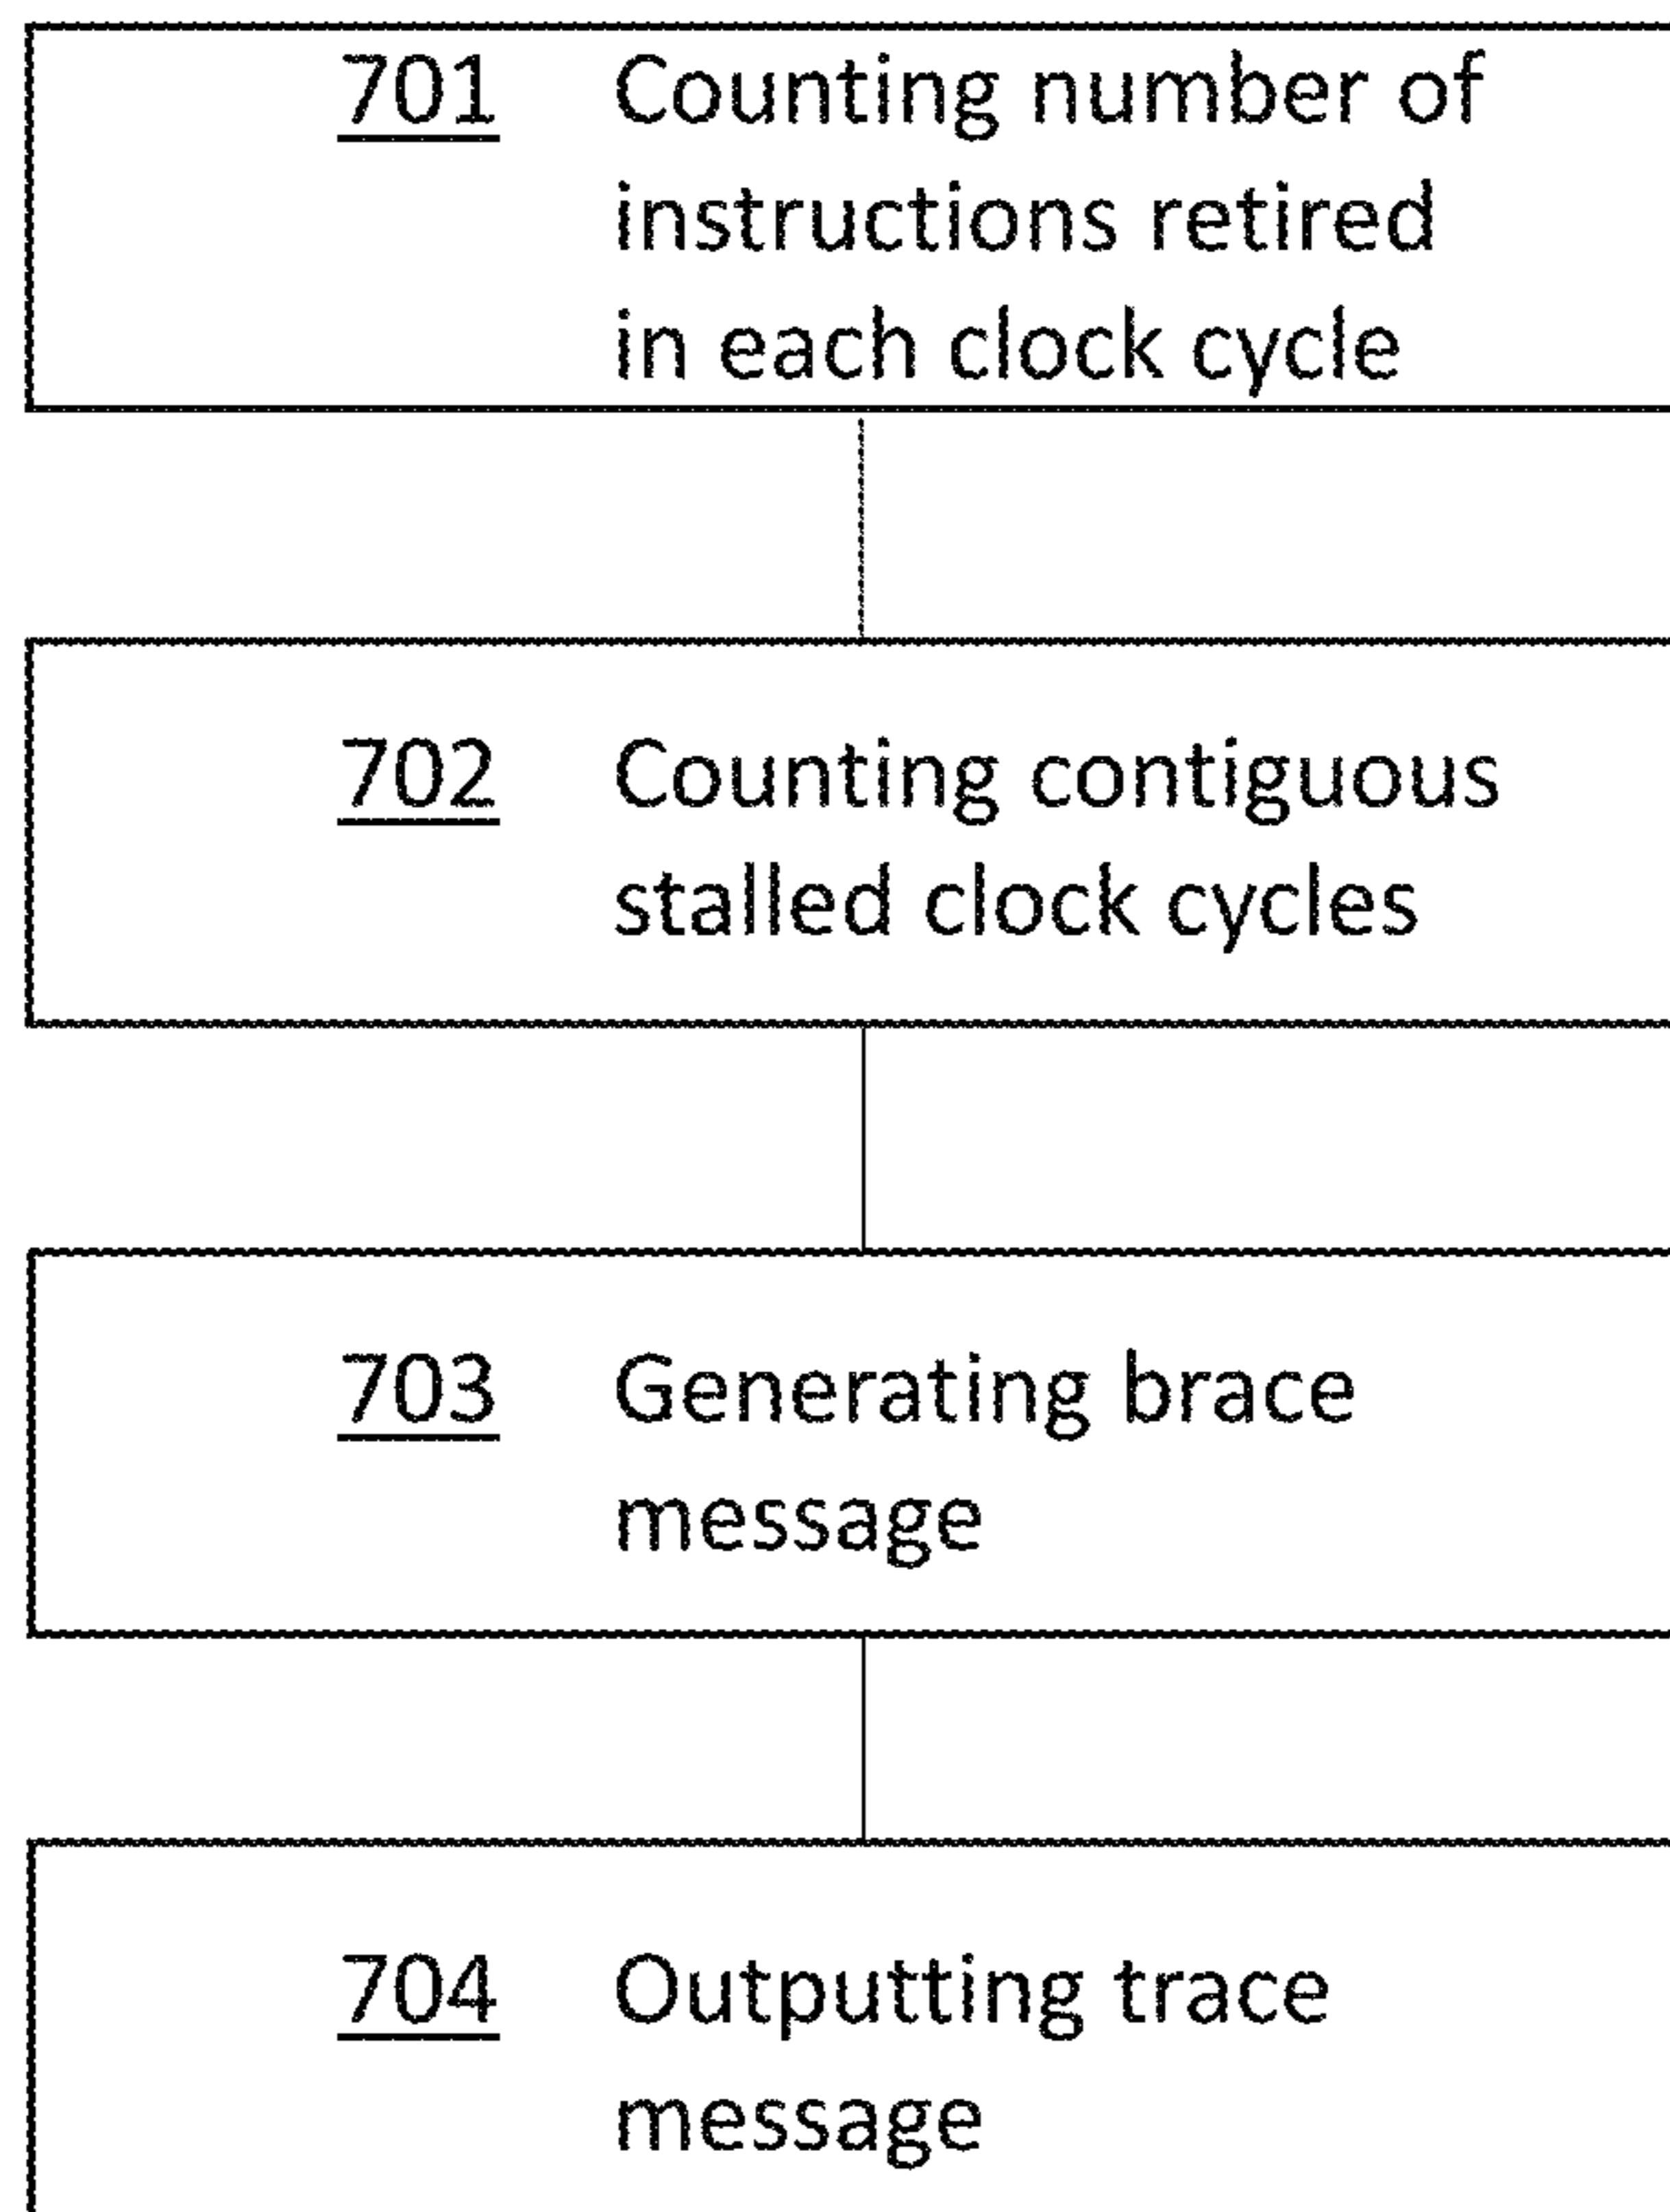 701 Counting number of
instructions retired
in each clock cycle
702 Counting contiguous
stalled clock cycles
703 Generating brace
message
704 Outputting trace
message